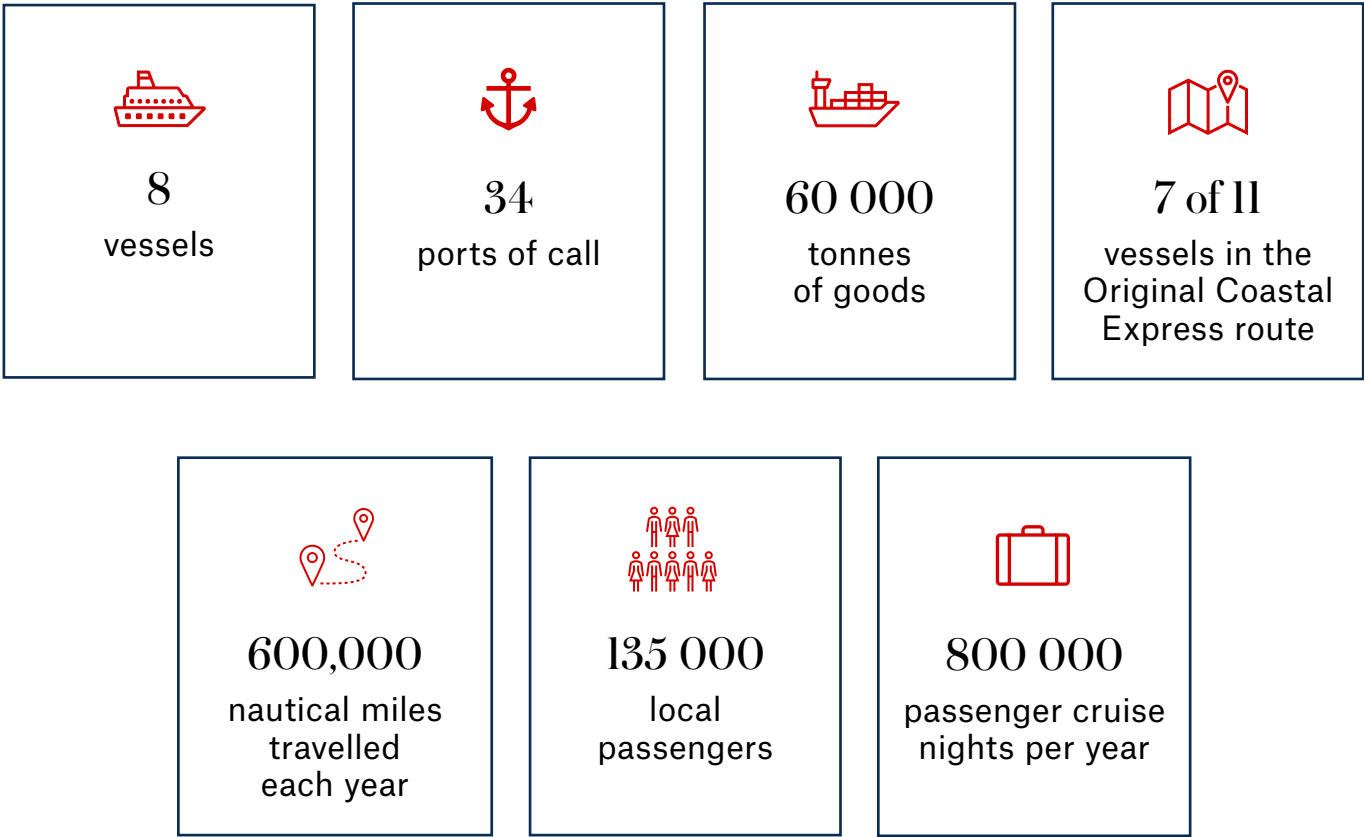 8
vessels
34
ports of call
60 000
tonnes
of goods
7 of 11
vessels in the
Original Coastal
Express route
600,000
nautical miles
travelled
each year
135 000
local
passengers
800 000
passenger cruise
nights per year